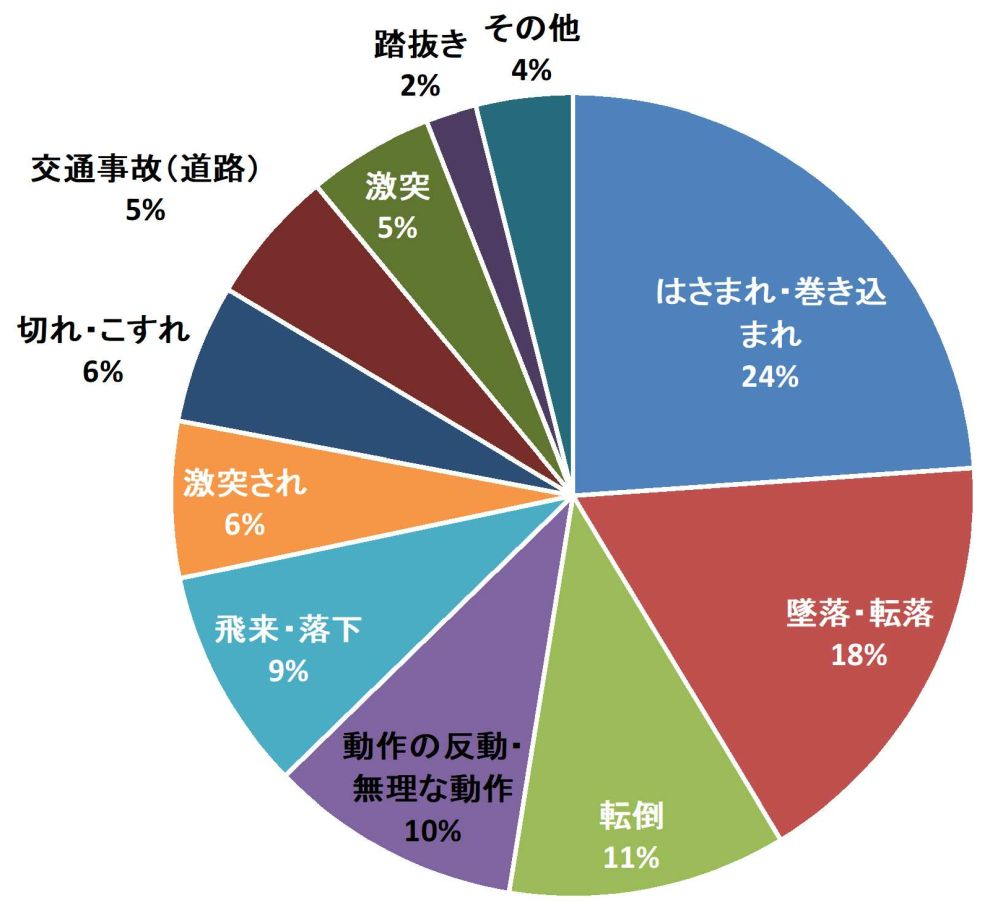 はさまれ・巻き込
まれ
24%
墜落・転落
18%
転倒
11%
動作の反動・
無理な動作
10%
飛来・落下
9%
激突され
6%
切れ・こすれ
6%
交通事故(道路)
5%
激突
5%
踏抜き
2%
その他
4%